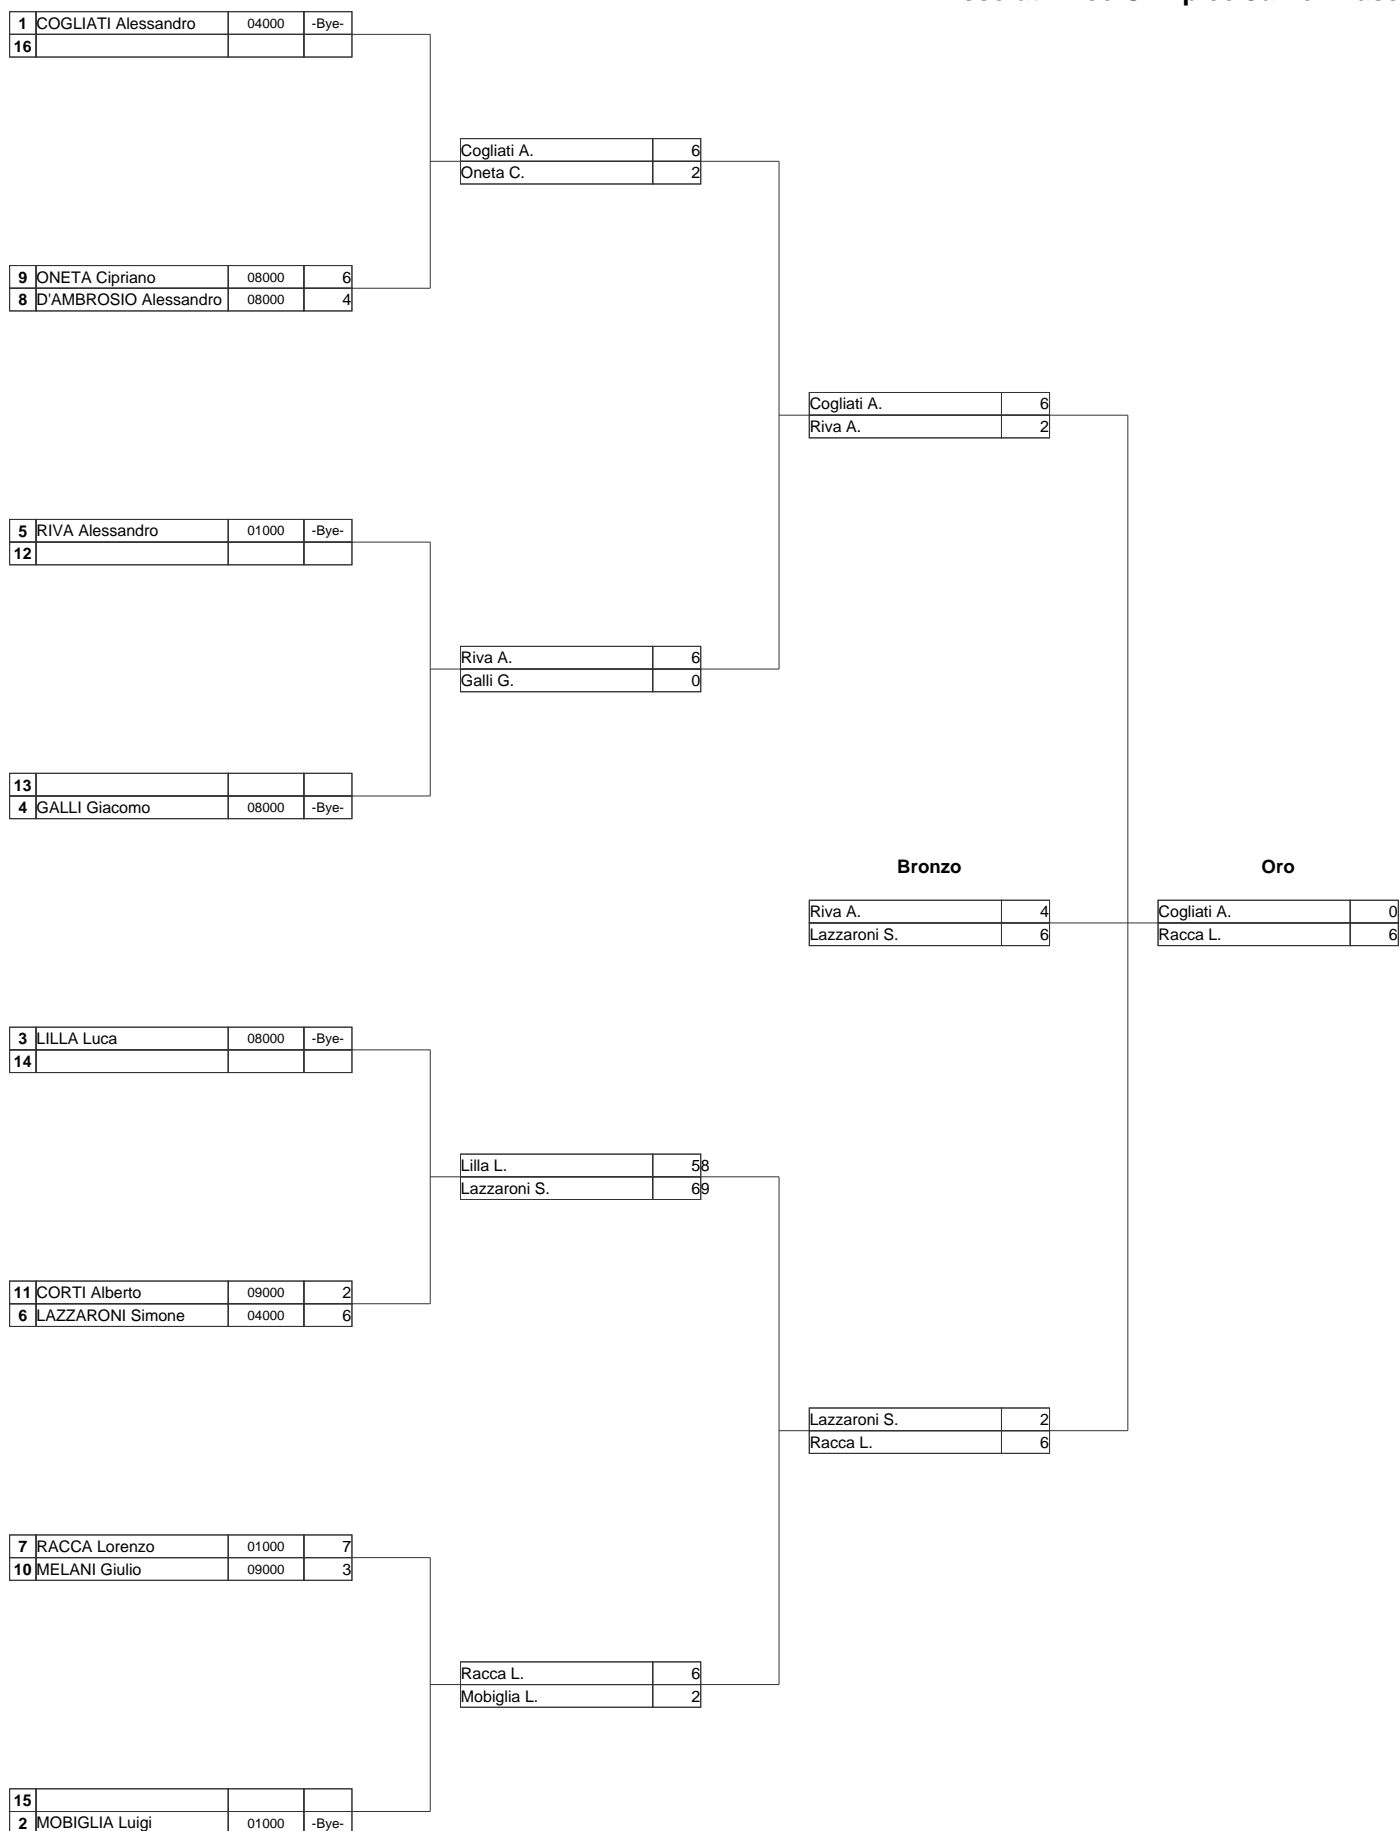 1 COGLIATI Alessandro 04000 -Bye-
16
Cogliati A. 6
Oneta C. 2
9 ONETA Cipriano 08000 6
8 D'AMBROSIO Alessandro 08000 4
Cogliati A. 6
Riva A. 2
5 RIVA Alessandro 01000 -Bye-
12
Riva A. 6
Galli G. 0
13
4 GALLI Giacomo 08000 -Bye-
Bronzo Oro
Riva A. 4 Cogliati A. 0
Lazzaroni S. 6 Racca L. 6
3 LILLA Luca 08000 -Bye-
14
Lilla L. 58
Lazzaroni S. 69
11 CORTI Alberto 09000 2
6 LAZZARONI Simone 04000 6
Lazzaroni S. 2
Racca L. 6
7 RACCA Lorenzo 01000 7
10 MELANI Giulio 09000 3
Racca L. 6
Mobiglia L. 2
15
2 MOBIGLIA Luigi 01000 -Bye-